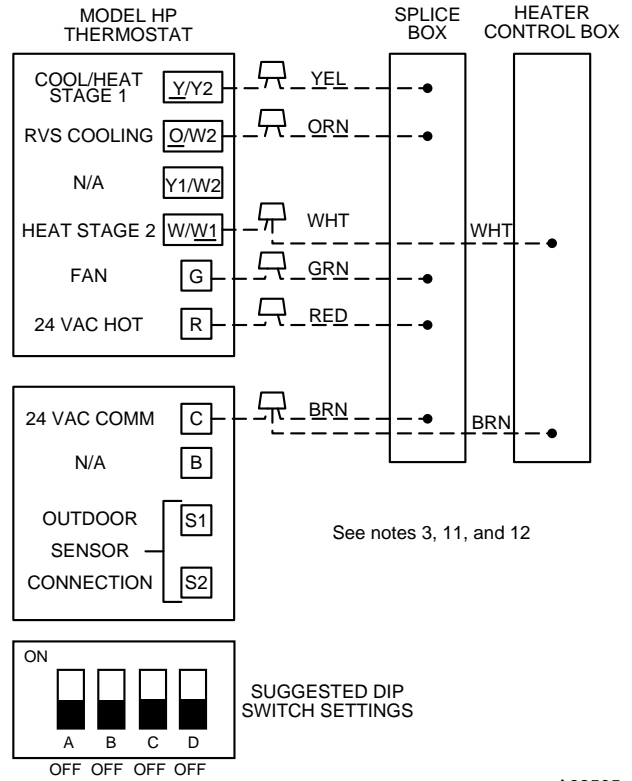 MODEL HP
THERMOSTAT
SPLICE
BOX
HEATER
CONTROL BOX
COOL/HEAT
STAGE 1
Y/Y2
YEL
RVS COOLING
O/W2
ORN
N/A
Y1/W2
HEAT STAGE 2
W/W1
WHT
WHT
FAN
G
GRN
24 VAC HOT
R
RED
24 VAC COMM
C
BRN
BRN
N/A
B
OUTDOOR
SENSOR
CONNECTION
S1
S2
See notes 3, 11, and 12
ON
A B C D
OFF OFF OFF OFF
SUGGESTED DIP
SWITCH SETTINGS